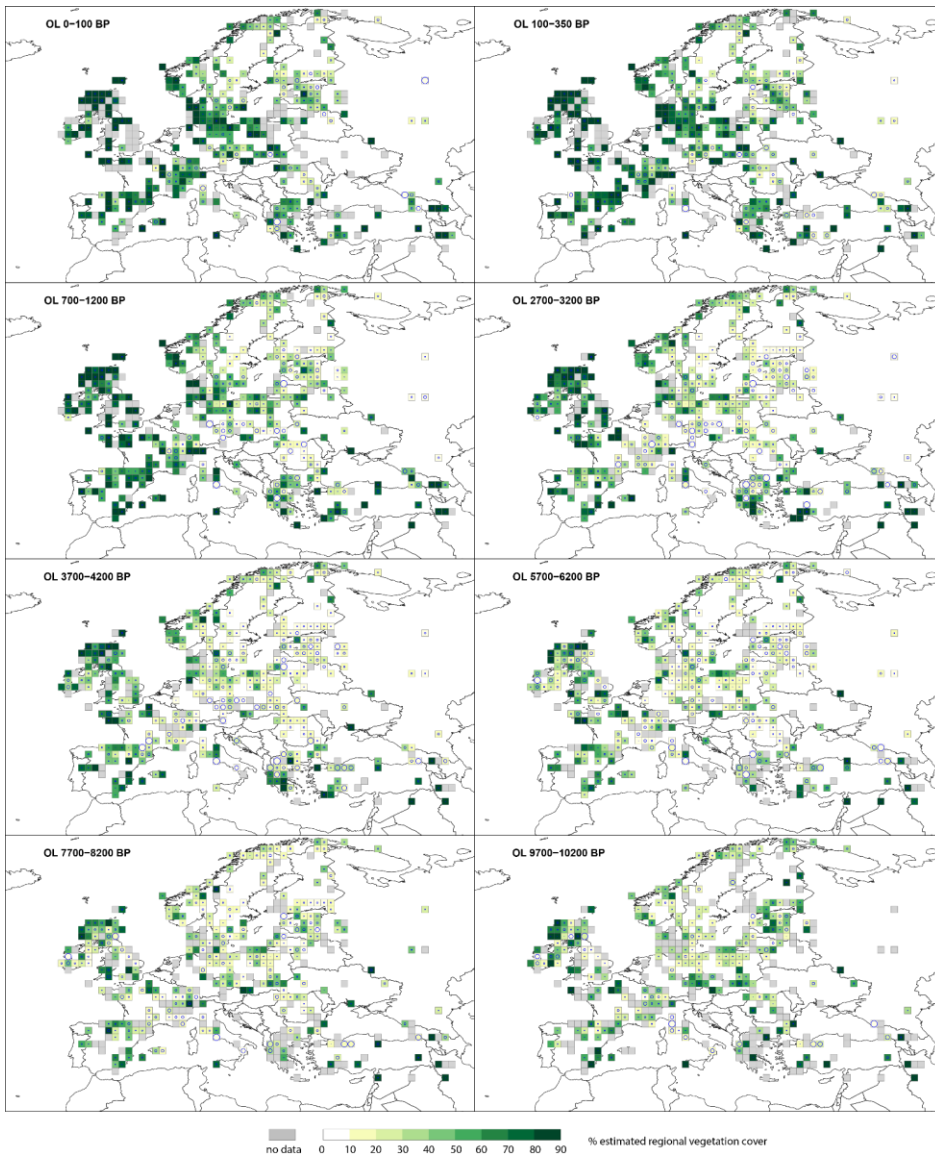 OL 0–100 BP
OL 100–350 BP
OL 700–1200 BP
OL 2700–3200 BP
OL 3700–4200 BP
OL 5700–6200 BP
OL 7700–8200 BP
OL 9700–10200 BP
no data
0 10 20 30 40 50 60 70 80 90
% estimated regional vegetation cover